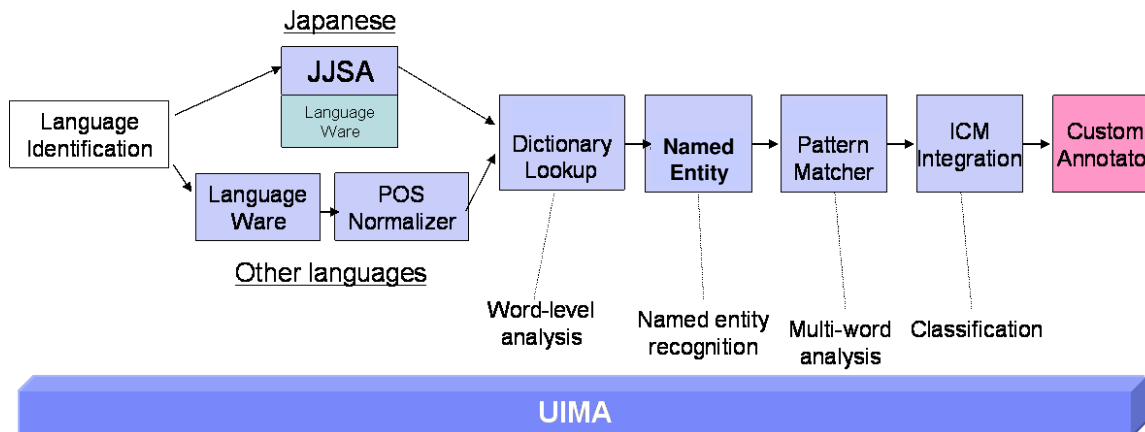 Japanese
JJSA
Language
Ware
Language
Identification
Language
Ware
POS
Normalizer
Other languages
Dictionary
Lookup
Named
Entity
Pattern
Matcher
ICM
Integration
Custom
Annotato
Word-level
analysis
Named entity
recognition
Multi-word
analysis
Classification
UIMA